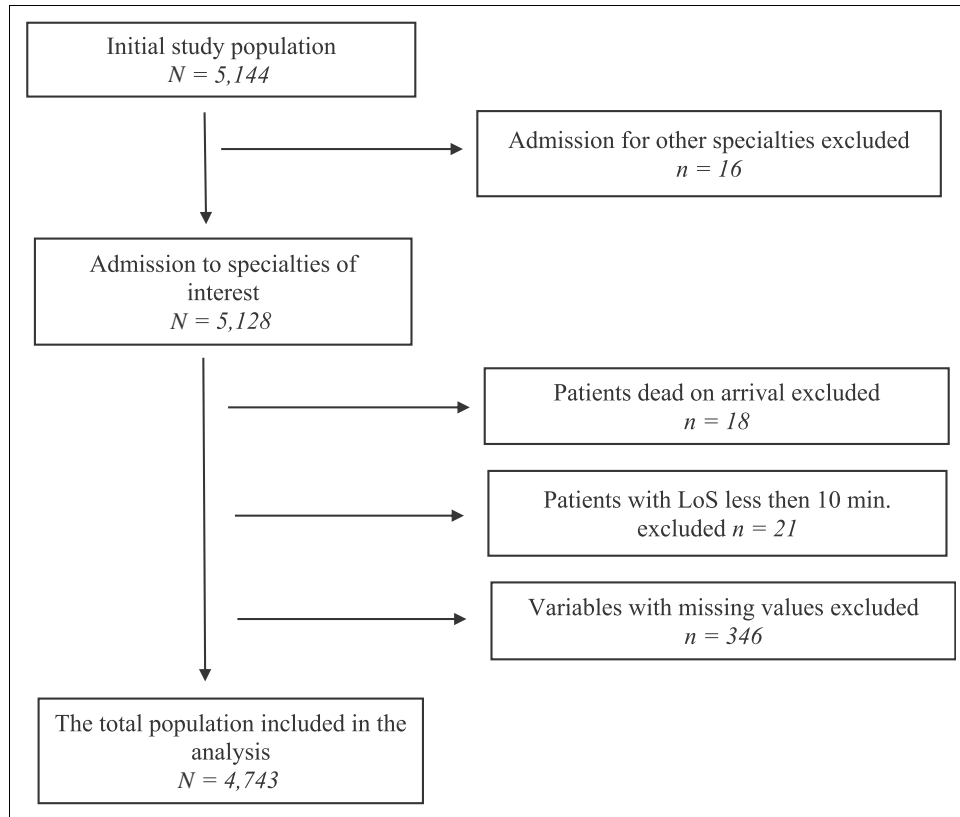 Initial study population
N = 5,144
Admission for other specialties excluded
n = 16
Admission to specialties of
interest
N = 5,128
Patients dead on arrival excluded
n = 18
Patients with LoS less then 10 min.
excluded n = 21
Variables with missing values excluded
n = 346
The total population included in the
analysis
N = 4,743